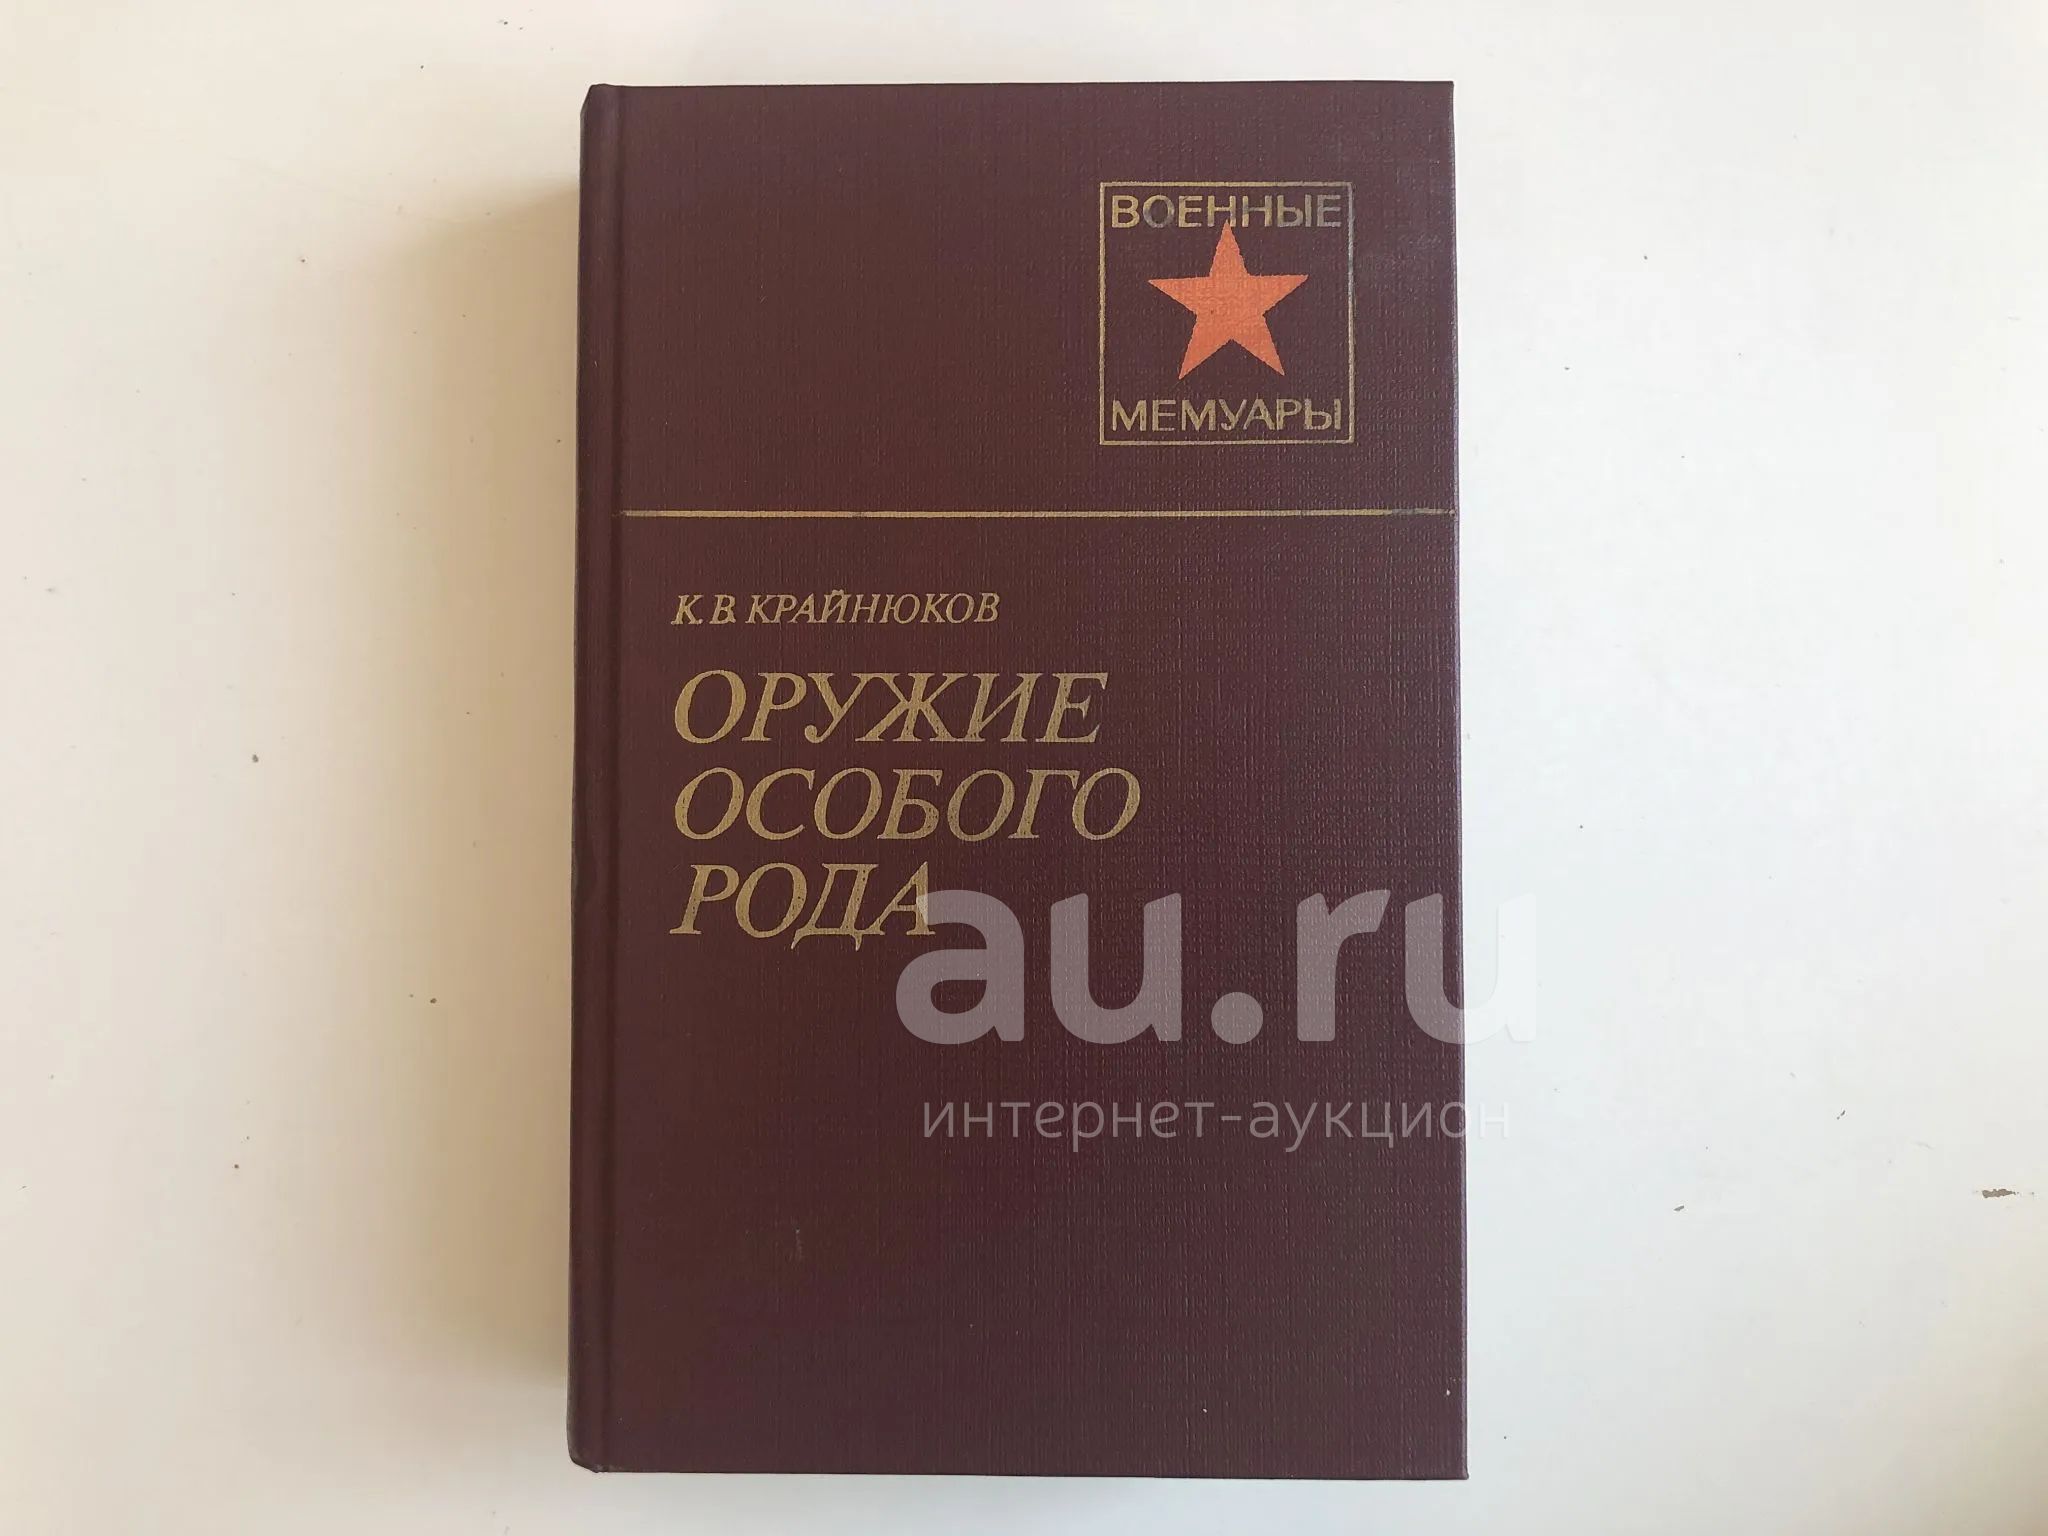 ВОЕННЫЕ
МЕМУАРЫ
К. В. КРАЙНЮКОВ
ОРУЖИЕ
ОСОБОГО
РОДА
au.ru
интернет-аукцион